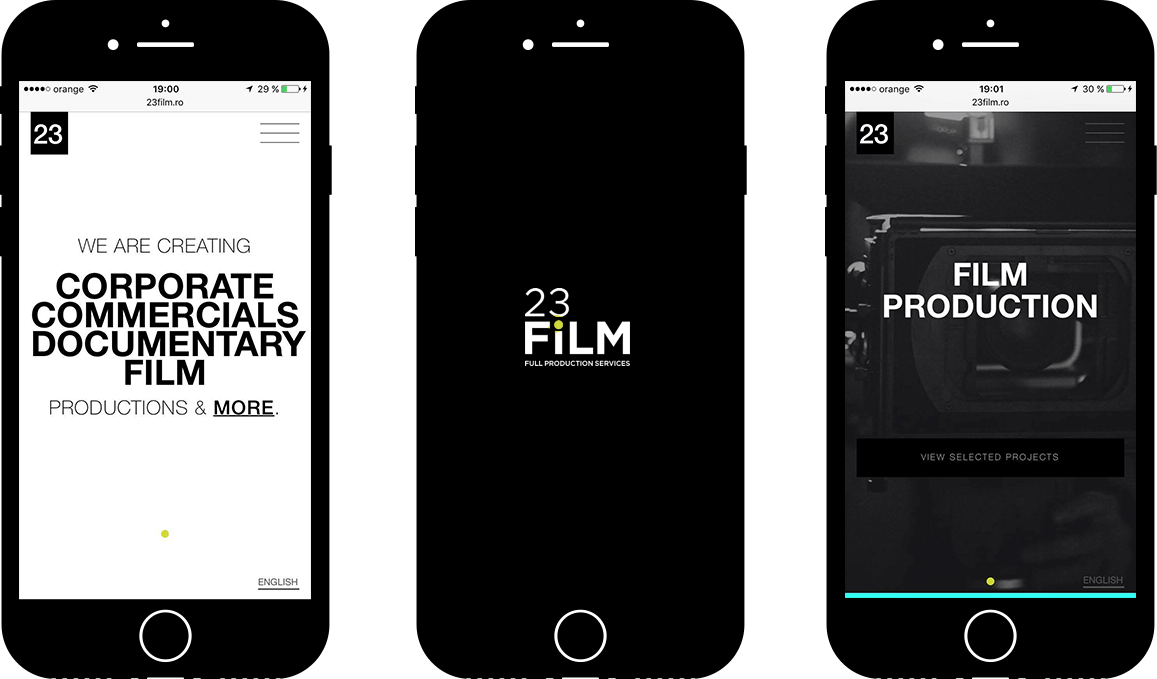 orange 19:00 29 %
23film.ro
23
WE ARE CREATING
CORPORATE
COMMERCIALS
DOCUMENTARY
FILM
PRODUCTIONS & MORE.
ENGLISH
23
FiLM
FULL PRODUCTION SERVICES
orange 19:01 30 %
23film.ro
23
FILM
PRODUCTION
VIEW SELECTED PROJECTS
ENGLISH